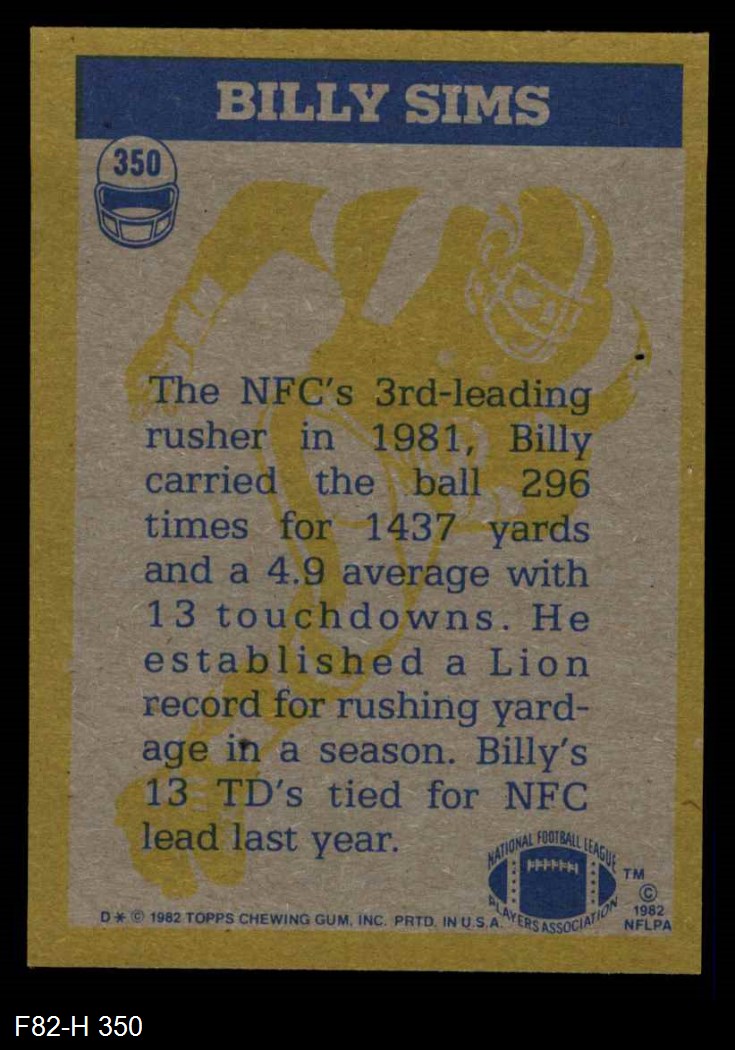 BILLY SIMS
350
The NFC's 3rd-leading
rusher in 1981, Billy
carried the ball 296
times for 1437 yards
and a 4.9 average with
13 touchdowns. He
established a Lion
record for rushing yard-
age in a season. Billy's
13 TD's tied for NFC
lead last year.
NATIONAL FOOTBALL LEAGUE
PLAYERS ASSOCIATION
TM
©
1982
NFLPA
D * © 1982 TOPPS CHEWING GUM, INC. PRTD. IN U.S.A.
F82-H 350